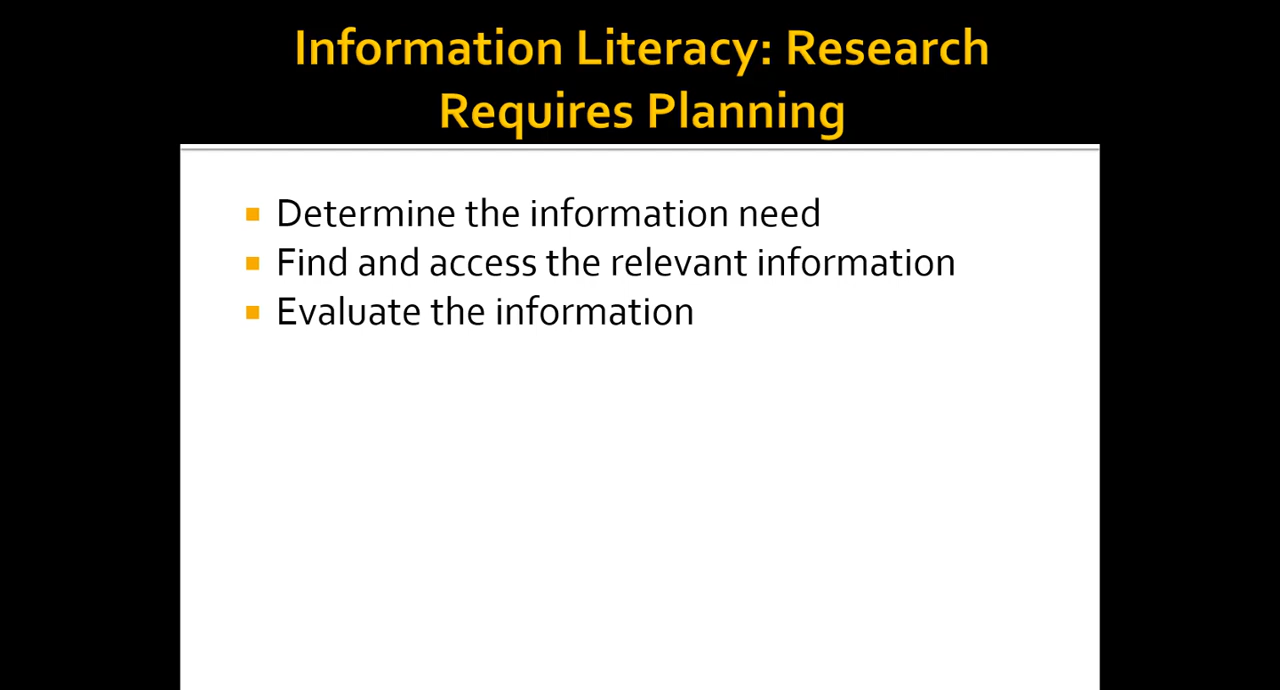 Information Literacy: Research
Requires Planning
Determine the information need
Find and access the relevant information
Evaluate the information